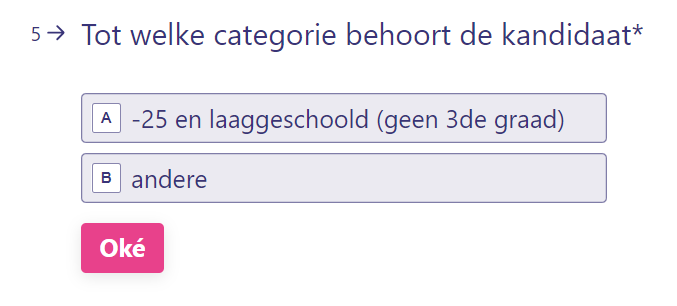 5 → Tot welke categorie behoort de kandidaat*
A -25 en laaggeschoold (geen 3de graad)
B andere
Oké